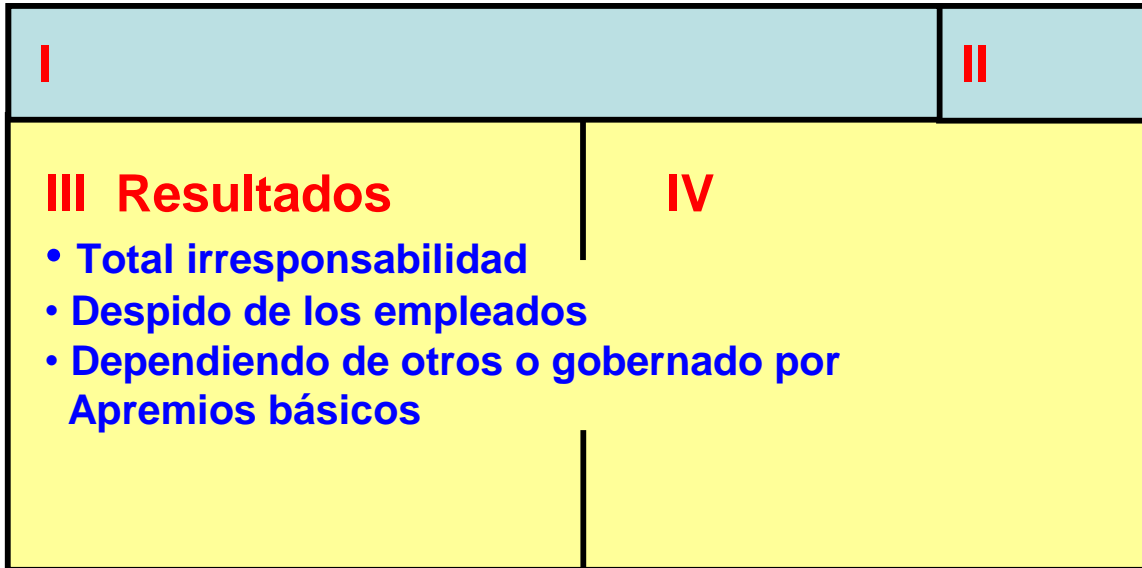 I
II
III Resultados
IV
• Total irresponsabilidad
• Despido de los empleados
• Dependiendo de otros o gobernado por
Apremios básicos